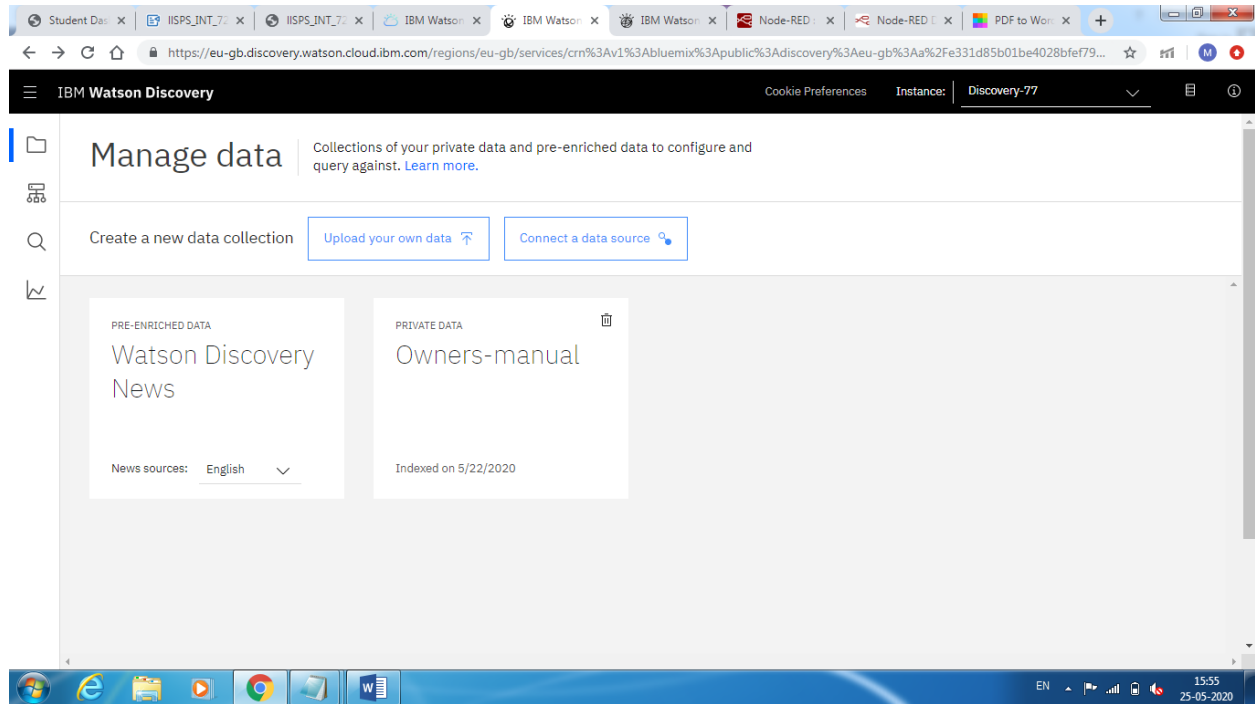 Student Das
IISPS_INT_72
IISPS_INT_72
IBM Watson
IBM Watson
IBM Watson
Node-RED :
Node-RED D
PDF to Word
https://eu-gb.discovery.watson.cloud.ibm.com/regions/eu-gb/services/crn%3Av1%3Abluemix%3Apublic%3Adiscovery%3Aeu-gb%3Aa%2Fe331d85b01be4028bfef79...
M
IBM Watson Discovery
Cookie Preferences
Instance:
Discovery-77
Manage data
Collections of your private data and pre-enriched data to configure and
query against. Learn more.
Create a new data collection
Upload your own data
Connect a data source
PRE-ENRICHED DATA
Watson Discovery
News
News sources: English
PRIVATE DATA
Owners-manual
Indexed on 5/22/2020
EN
15:55
25-05-2020